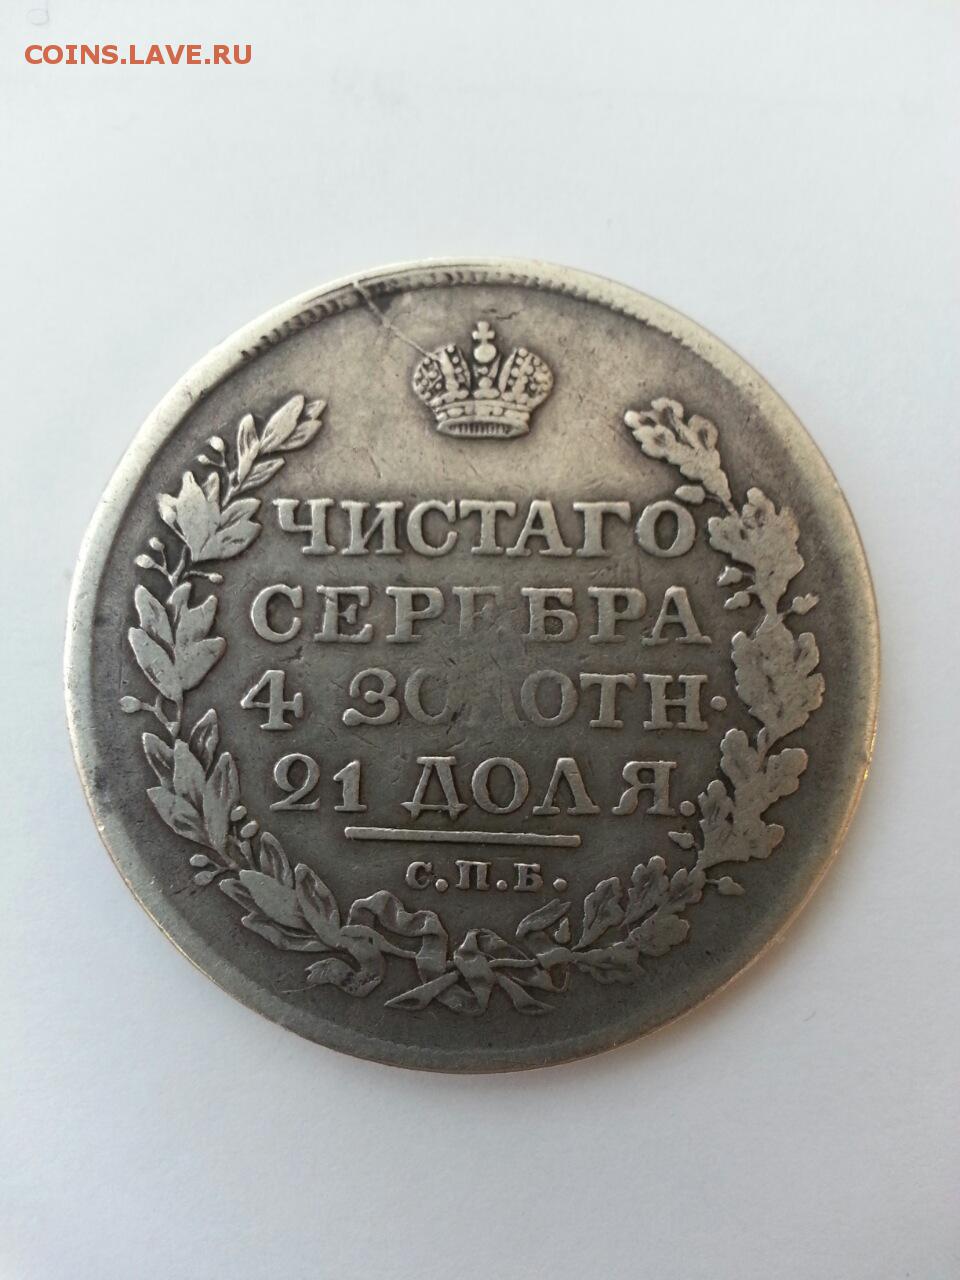 COINS.LAVE.RU
ЧИСТАГО
СЕРЕБРА
4 ЗОЛОТН.
21 ДОЛЯ.
С.П.Б.